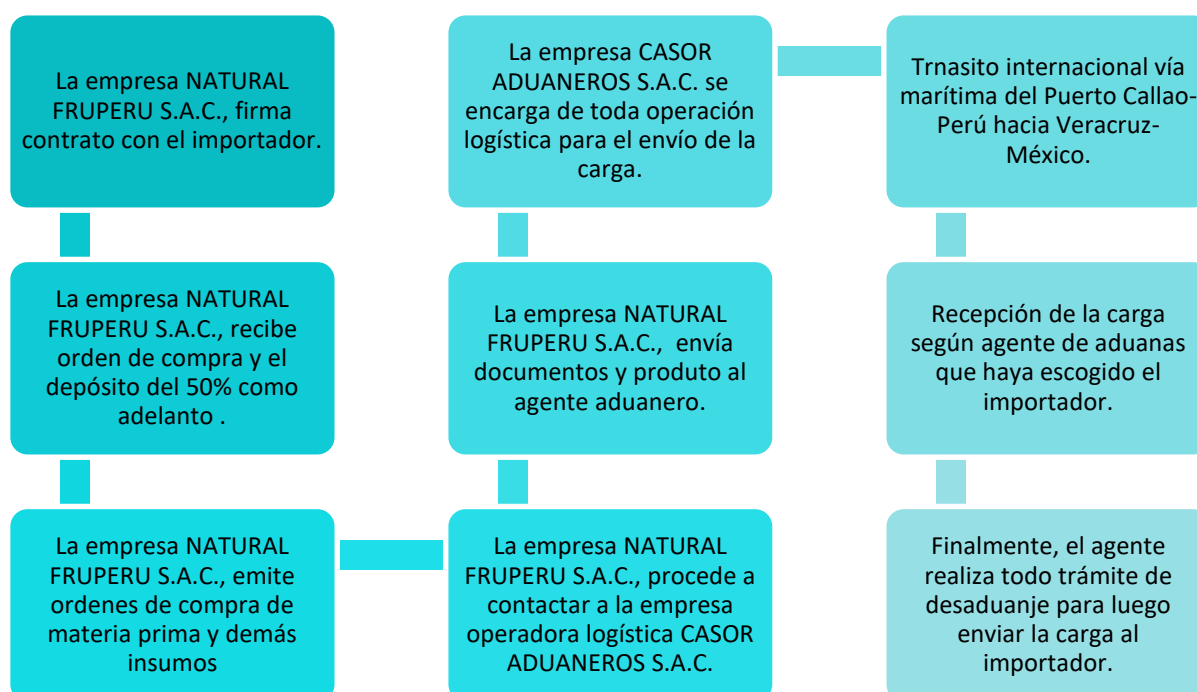 La empresa NATURAL
FRUPERU S.A.C., firma
contrato con el importador.
La empresa NATURAL
FRUPERU S.A.C., recibe
orden de compra y el
depósito del 50% como
adelanto .
La empresa NATURAL
FRUPERU S.A.C., emite
ordenes de compra de
materia prima y demás
insumos
La empresa NATURAL
FRUPERU S.A.C., procede a
contactar a la empresa
operadora logística CASOR
ADUANEROS S.A.C.
La empresa NATURAL
FRUPERU S.A.C., envía
documentos y produto al
agente aduanero.
La empresa CASOR
ADUANEROS S.A.C. se
encarga de toda operación
logística para el envío de la
carga.
Trnasito internacional vía
marítima del Puerto Callao-
Perú hacia Veracruz-
México.
Recepción de la carga
según agente de aduanas
que haya escogido el
importador.
Finalmente, el agente
realiza todo trámite de
desaduanje para luego
enviar la carga al
importador.